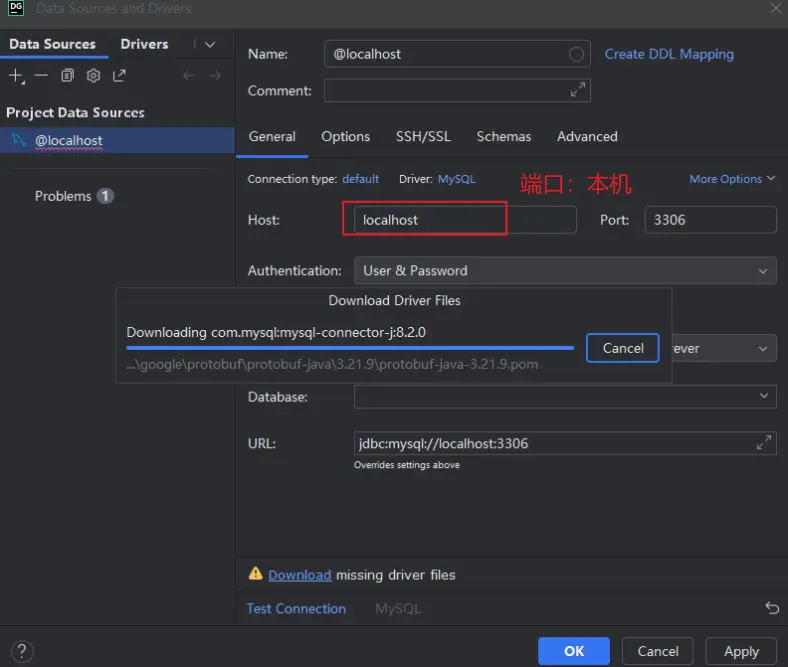 DG
Data Sources and Drivers
Data Sources
Drivers
Project Data Sources
@localhost
Problems 1
Name:
@localhost
Create DDL Mapping
Comment:
General
Options
SSH/SSL
Schemas
Advanced
Connection type: default
Driver: MySQL
端口：本机
More Options
Host:
localhost
Port:
3306
Authentication:
User & Password
Download Driver Files
Downloading com.mysql:mysql-connector-j:8.2.0
Cancel
ever
...\google\protobuf\protobuf-java\3.21.9\protobuf-java-3.21.9.pom
Database:
URL:
jdbc:mysql://localhost:3306
Overrides settings above
Download missing driver files
Test Connection
MySQL
?
OK
Cancel
Apply